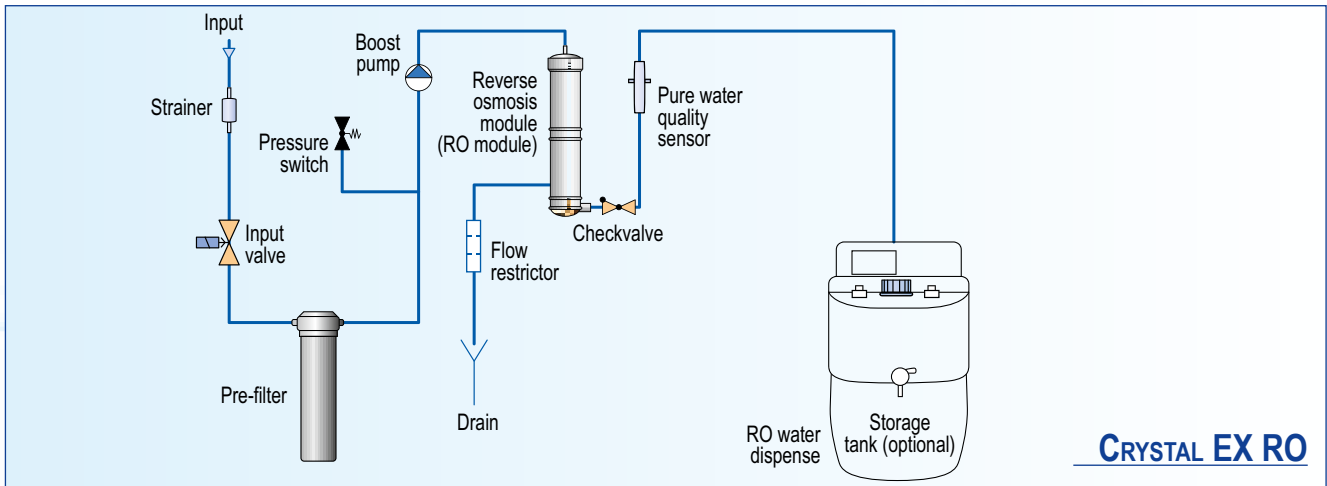 Input
Strainer
Input
valve
Pre-filter
Pressure
switch
Boost
pump
Reverse
osmosis
module
(RO module)
Flow
restrictor
Drain
Checkvalve
Pure water
quality
sensor
RO water
dispense
Storage
tank (optional)
CRYSTAL EX RO